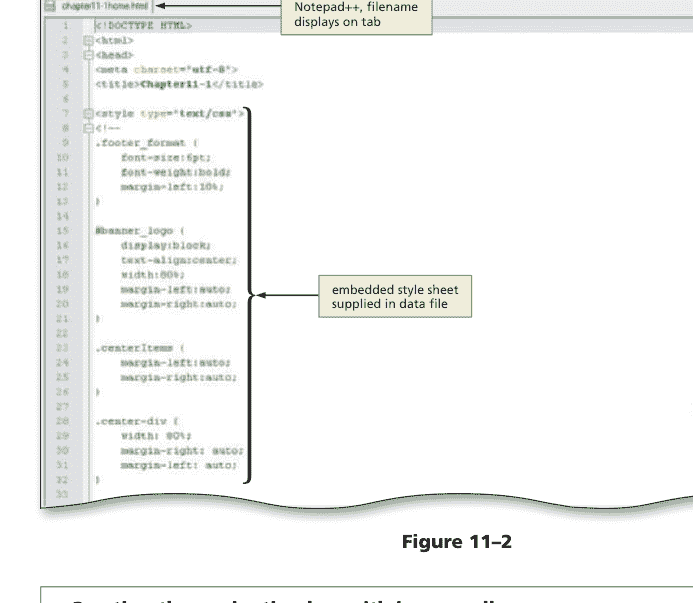 chapter11-1home.html
Notepad++, filename
displays on tab
1 <!DOCTYPE HTML>
2 <html>
3 <head>
4 <meta charset="utf-8">
5 <title>Chapter11-1</title>
6
7 <style type="text/css">
8 <!--
9 .footer_format {
10 font-size:6pt;
11 font-weight:bold;
12 margin-left:10%;
13 }
14
15 #banner_logo {
16 display:block;
17 text-align:center;
18 width:80%;
19 margin-left:auto;
20 margin-right:auto;
21 }
22
23 .centerItems {
24 margin-left:auto;
25 margin-right:auto;
26 }
27
28 .center-div {
29 width: 80%;
30 margin-right: auto;
31 margin-left: auto;
32 }
33
embedded style sheet
supplied in data file
Figure 11–2